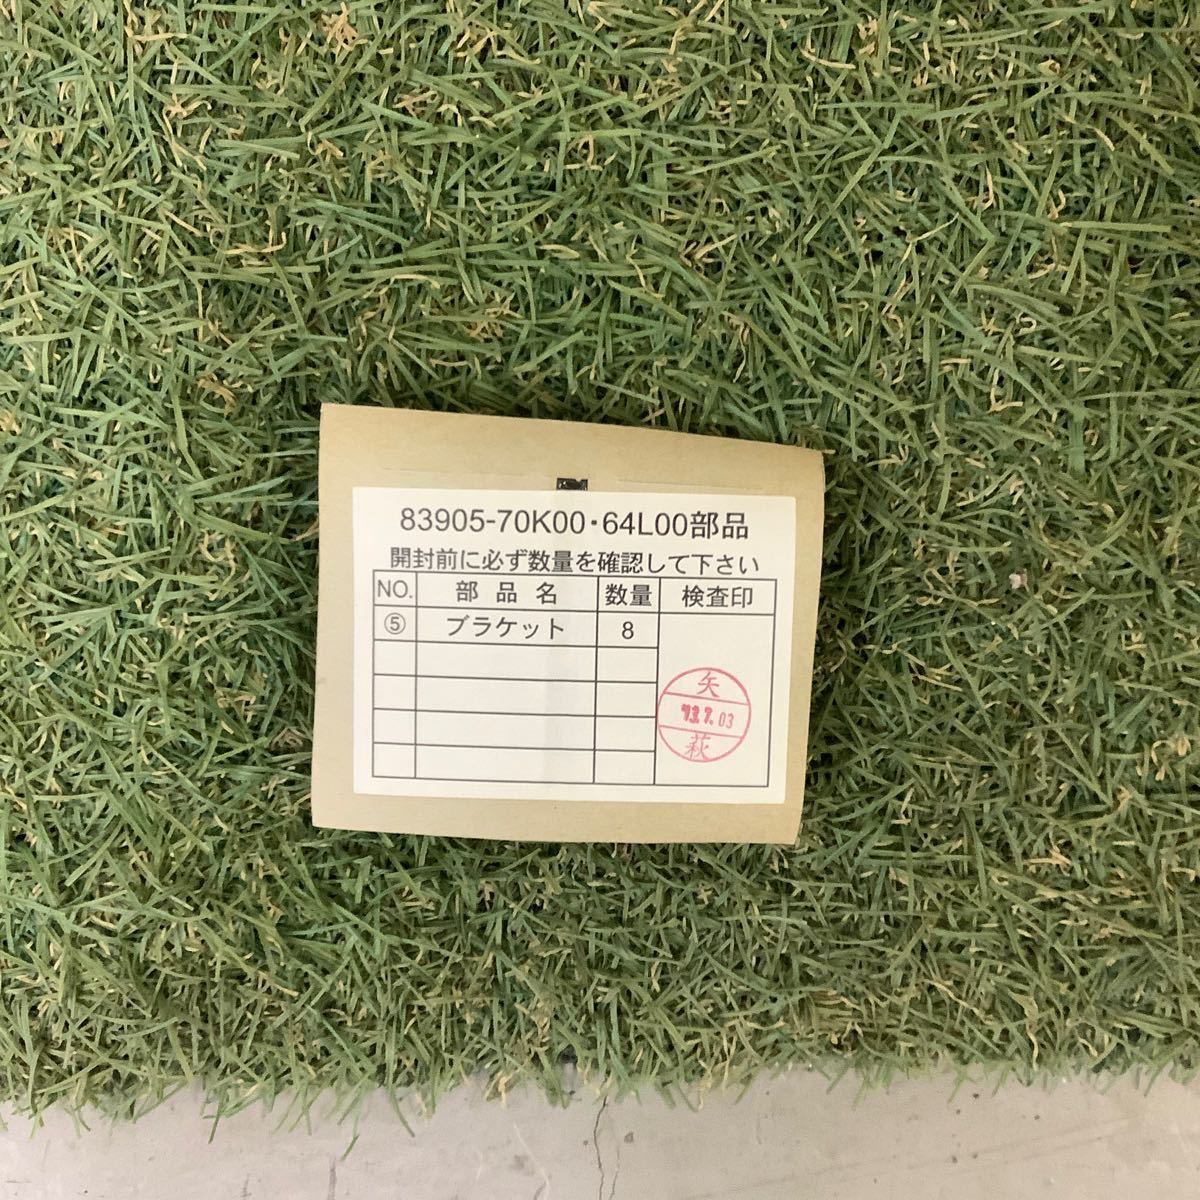 83905-70K00・64L00部品
開封前に必ず数量を確認して下さい
NO. 部品名 数量 検査印
⑤ ブラケット 8
矢
萩